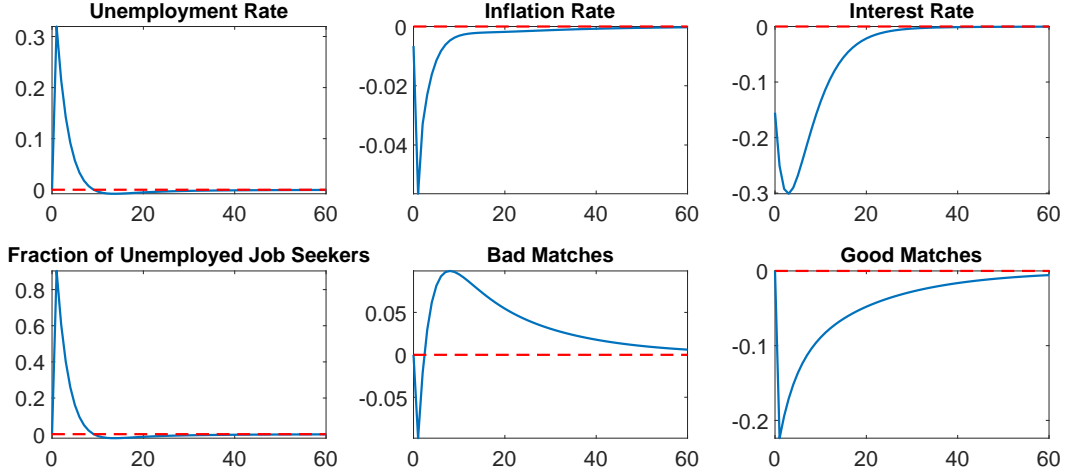 Unemployment Rate
0.3
0.2
0.1
0
0 20 40 60
Inflation Rate
0
-0.02
-0.04
0 20 40 60
Interest Rate
0
-0.1
-0.2
-0.3
0 20 40 60
Fraction of Unemployed Job Seekers
0.8
0.6
0.4
0.2
0
0 20 40 60
Bad Matches
0.05
0
-0.05
0 20 40 60
Good Matches
0
-0.1
-0.2
0 20 40 60